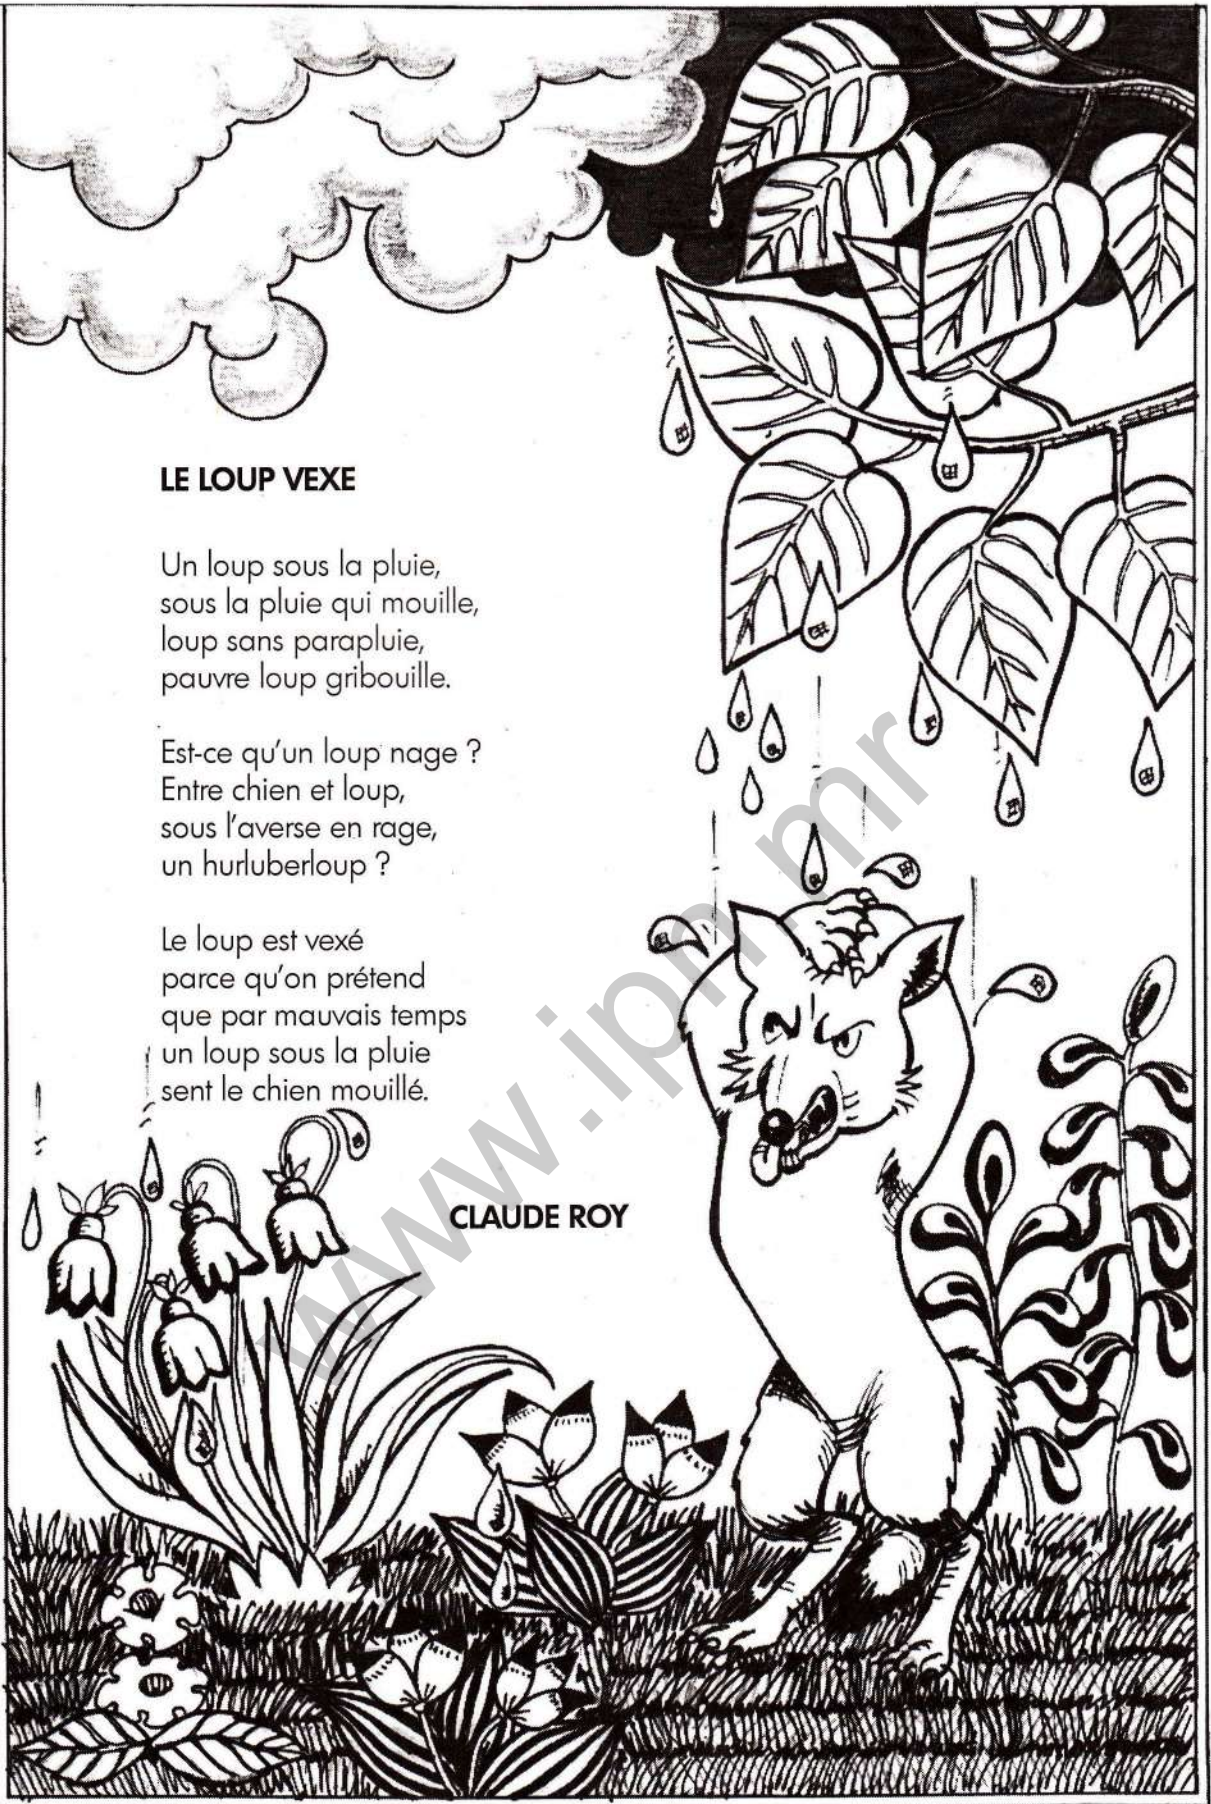 LE LOUP VEXE
Un loup sous la pluie,
sous la pluie qui mouille,
loup sans parapluie,
pauvre loup gribouille.
Est-ce qu'un loup nage ?
Entre chien et loup,
sous l'averse en rage,
un hurluberloup ?
Le loup est vexé
parce qu'on prétend
que par mauvais temps
un loup sous la pluie
sent le chien mouillé.
CLAUDE ROY
www.ipn.mr